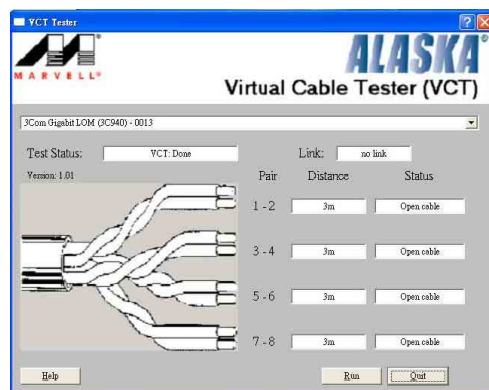 VCT Tester
MARVELL®
ALASKA®
Virtual Cable Tester (VCT)
3Com Gigabit LOM (3C940) - 0013
Test Status: VCT: Done Link: no link
Version: 1.01
Pair Distance Status
1 - 2 3m Open cable
3 - 4 3m Open cable
5 - 6 3m Open cable
7 - 8 3m Open cable
Help Run Quit